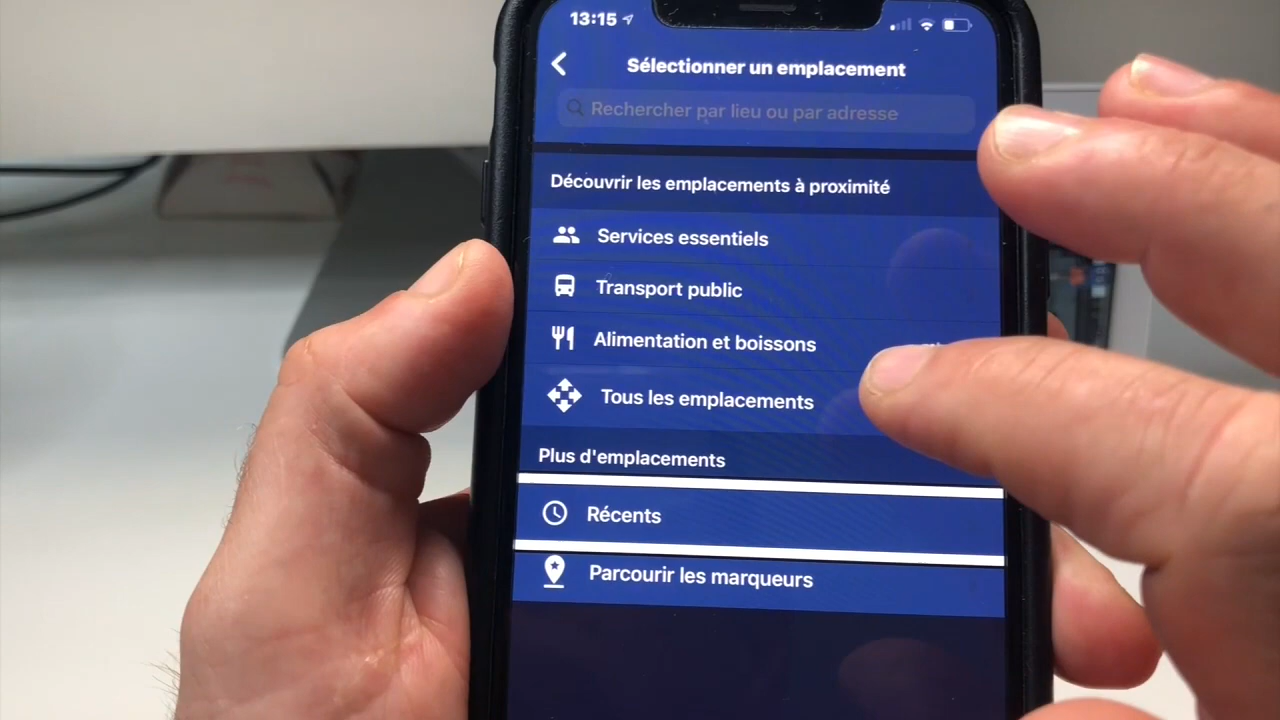 13:15
Sélectionner un emplacement
Rechercher par lieu ou par adresse
Découvrir les emplacements à proximité
Services essentiels
Transport public
Alimentation et boissons
Tous les emplacements
Plus d'emplacements
Récents
Parcourir les marqueurs